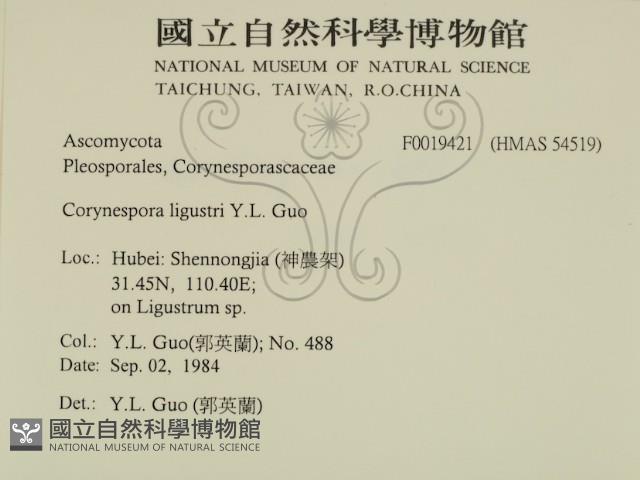 國立自然科學博物館
NATIONAL MUSEUM OF NATURAL SCIENCE
TAICHUNG, TAIWAN, R.O.CHINA
Ascomycota F0019421 (HMAS 54519)
Pleosporales, Corynesporascaceae
Corynespora ligustri Y.L. Guo
Loc.: Hubei: Shennongjia (神農架)
31.45N, 110.40E;
on Ligustrum sp.
Col.: Y.L. Guo(郭英蘭); No. 488
Date: Sep. 02, 1984
Det.: Y.L. Guo (郭英蘭)
國立自然科學博物館
NATIONAL MUSEUM OF NATURAL SCIENCE